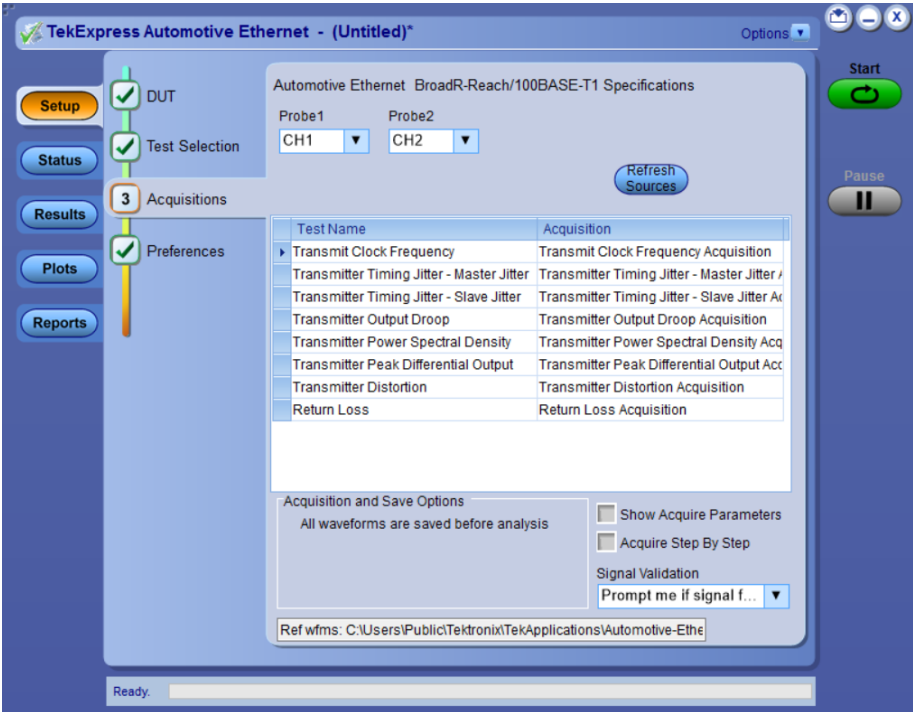 TekExpress Automotive Ethernet - (Untitled)*
Options
Start
Pause
Setup
Status
Results
Plots
Reports
DUT
Test Selection
3 Acquisitions
Preferences
Automotive Ethernet BroadR-Reach/100BASE-T1 Specifications
Probe1 Probe2
CH1 CH2
Refresh
Sources
Test Name Acquisition
Transmit Clock Frequency Transmit Clock Frequency Acquisition
Transmitter Timing Jitter - Master Jitter Transmitter Timing Jitter - Master Jitter
Transmitter Timing Jitter - Slave Jitter Transmitter Timing Jitter - Slave Jitter Ac
Transmitter Output Droop Transmitter Output Droop Acquisition
Transmitter Power Spectral Density Transmitter Power Spectral Density Acq
Transmitter Peak Differential Output Transmitter Peak Differential Output Acc
Transmitter Distortion Transmitter Distortion Acquisition
Return Loss Return Loss Acquisition
Acquisition and Save Options
All waveforms are saved before analysis
Show Acquire Parameters
Acquire Step By Step
Signal Validation
Prompt me if signal f...
Ref wfms: C:\Users\Public\Tektronix\TekApplications\Automotive-Ethe
Ready.
X